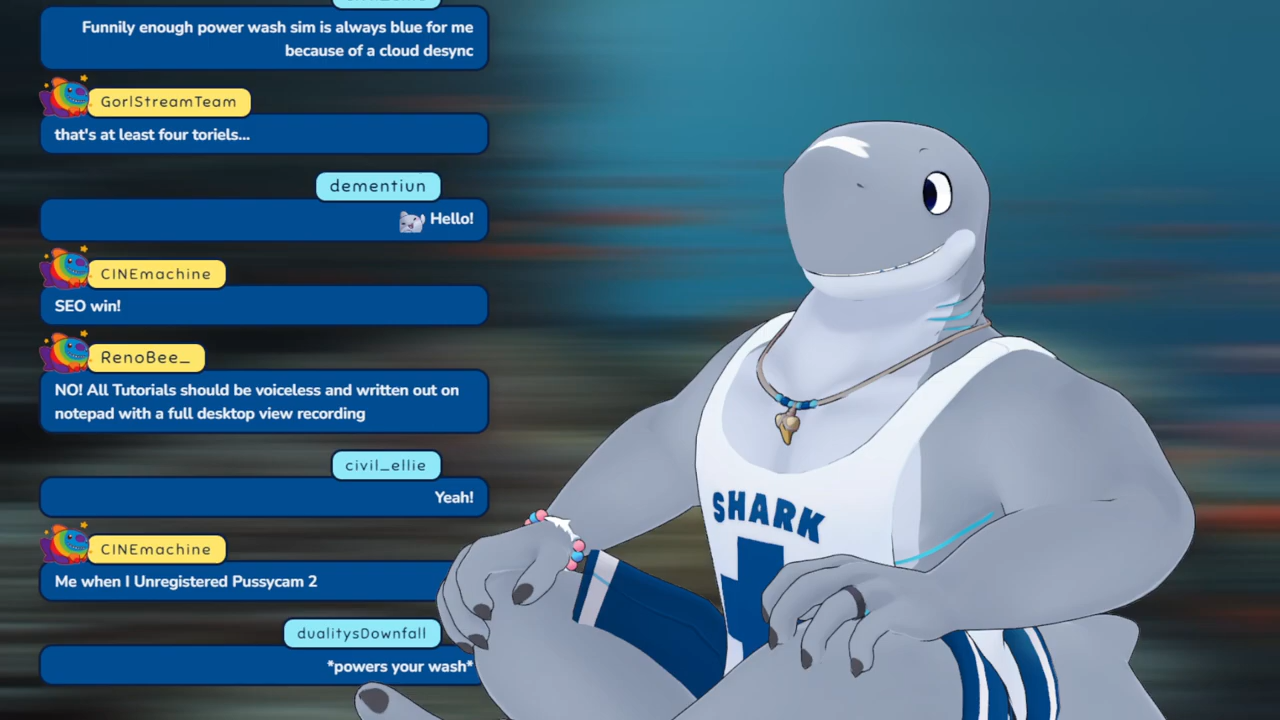 Funnily enough power wash sim is always blue for me
because of a cloud desync
GorlStreamTeam
that's at least four toriels...
dementiun
Hello!
CINEmachine
SEO win!
RenoBee_
NO! All Tutorials should be voiceless and written out on
notepad with a full desktop view recording
civil_ellie
Yeah!
CINEmachine
Me when I Unregistered Pussycam 2
dualitysDownfall
*powers your wash*
SHARK